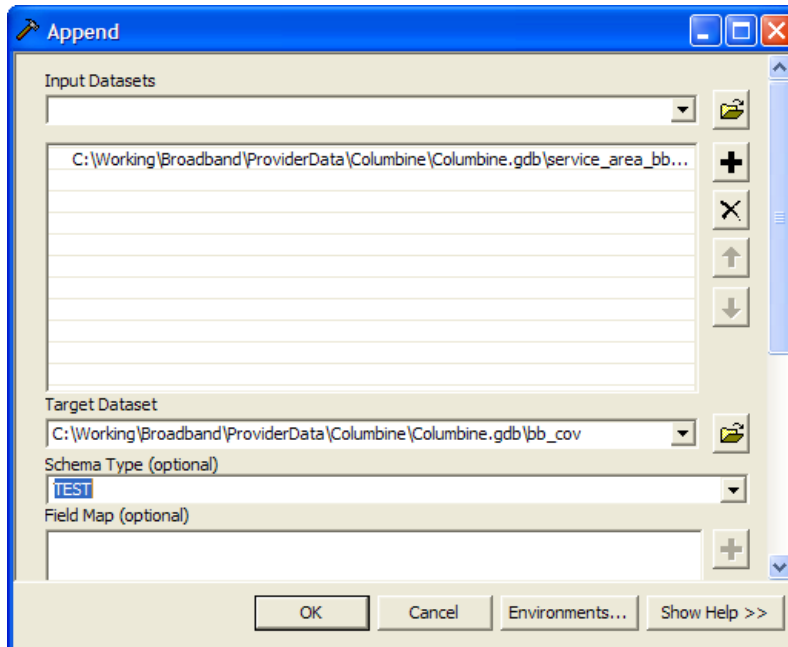 Append
Input Datasets
C:\Working\Broadband\ProviderData\Columbine\Columbine.gdb\service_area_bb...
Target Dataset
C:\Working\Broadband\ProviderData\Columbine\Columbine.gdb\bb_cov
Schema Type (optional)
TEST
Field Map (optional)
OK Cancel Environments... Show Help >>